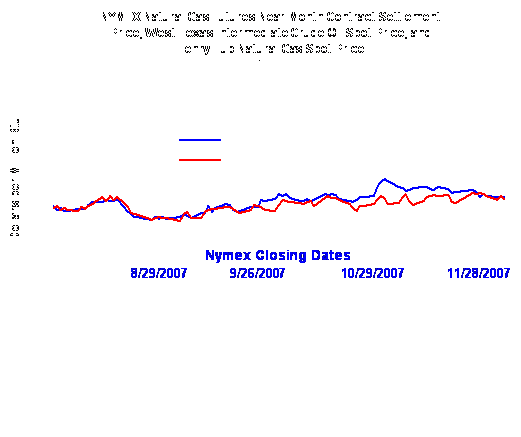 NYMEX Natural Gas Futures Near Month Contract Settlement
Price, West Texas Intermediate Crude Oil Spot Price, and
Henry Hub Natural Gas Spot Price
Nymex Closing Dates
8/29/2007 9/26/2007 10/29/2007 11/28/2007